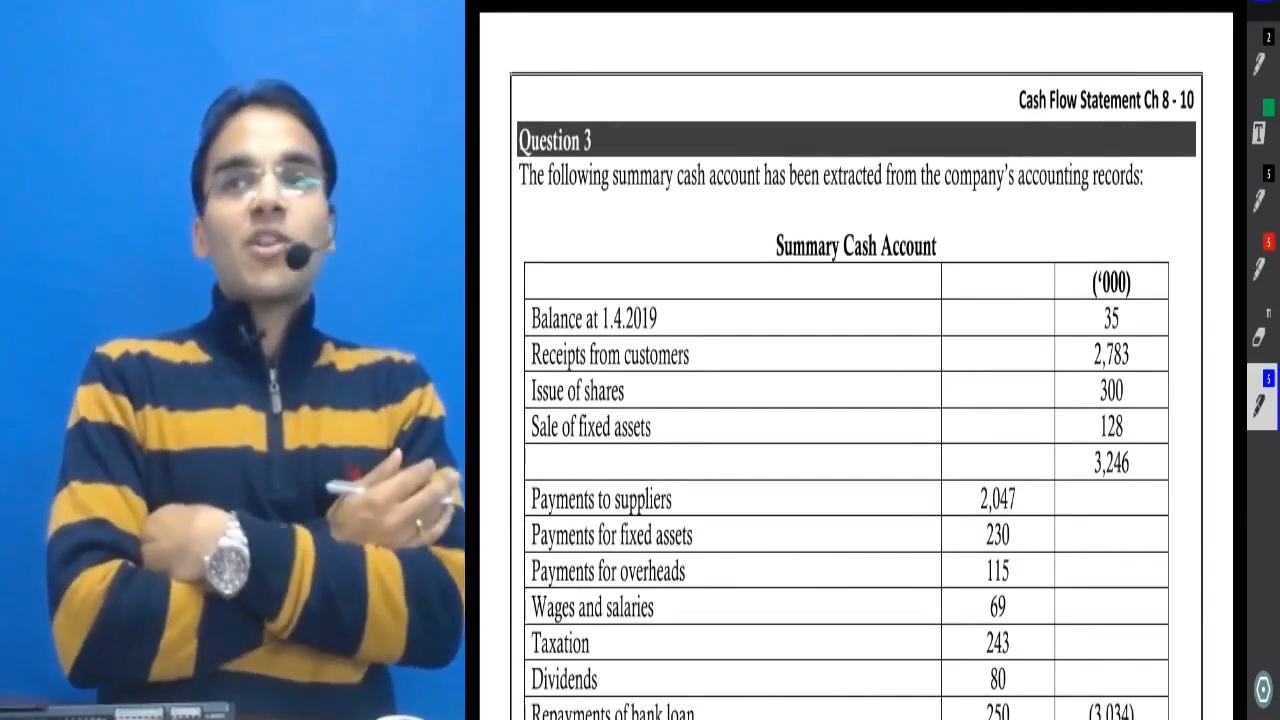 Cash Flow Statement Ch 8 - 10
Question 3
The following summary cash account has been extracted from the company's accounting records:
Summary Cash Account
('000)
Balance at 1.4.2019 35
Receipts from customers 2,783
Issue of shares 300
Sale of fixed assets 128
3,246
Payments to suppliers 2,047
Payments for fixed assets 230
Payments for overheads 115
Wages and salaries 69
Taxation 243
Dividends 80
Repayments of bank loan 250 (3,034)
2
T
5
5
5